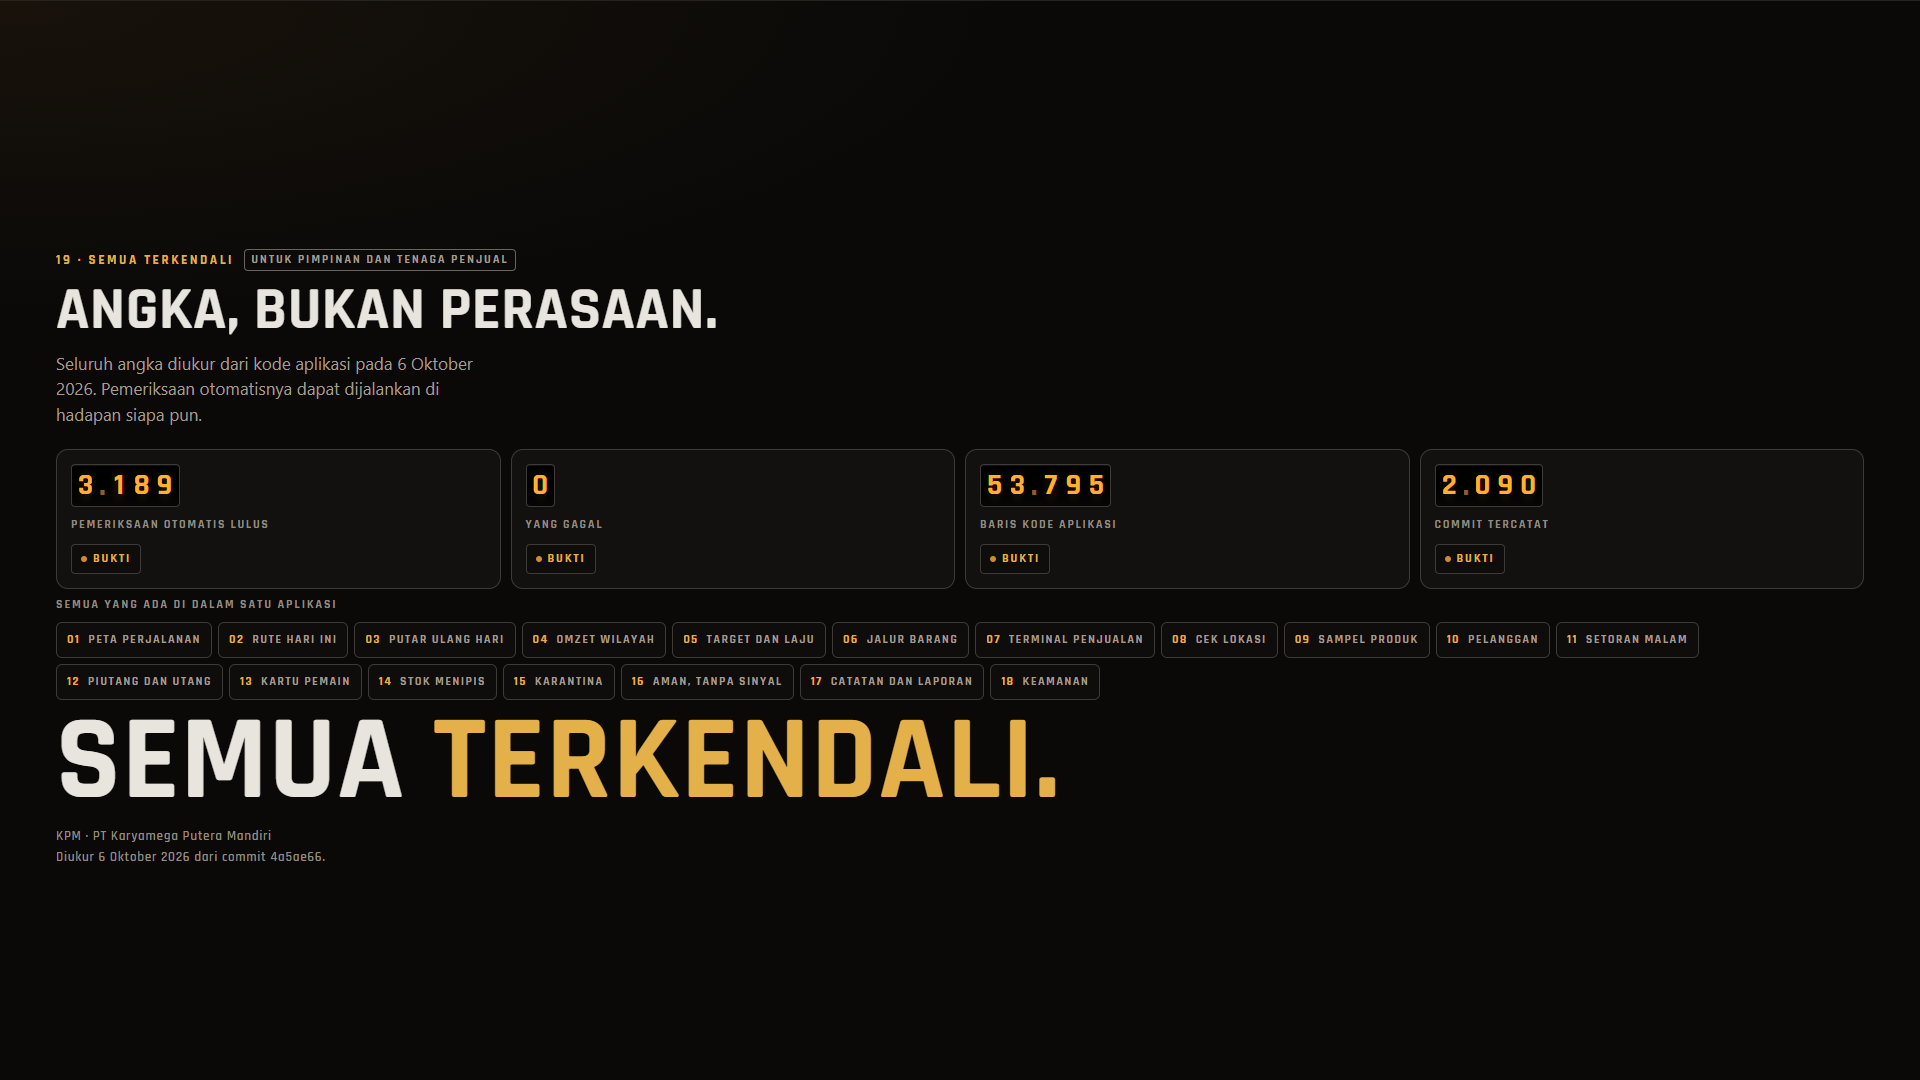 19 · SEMUA TERKENDALI UNTUK PIMPINAN DAN TENAGA PENJUAL
ANGKA, BUKAN PERASAAN.
Seluruh angka diukur dari kode aplikasi pada 6 Oktober
2026. Pemeriksaan otomatisnya dapat dijalankan di
hadapan siapa pun.
3.189 0 53.795 2.090
PEMERIKSAAN OTOMATIS LULUS YANG GAGAL BARIS KODE APLIKASI COMMIT TERCATAT
BUKTI BUKTI BUKTI BUKTI
SEMUA YANG ADA DI DALAM SATU APLIKASI
01 PETA PERJALANAN 02 RUTE HARI INI 03 PUTAR ULANG HARI 04 OMZET WILAYAH 05 TARGET DAN LAJU 06 JALUR BARANG 07 TERMINAL PENJUALAN 08 CEK LOKASI 09 SAMPEL PRODUK 10 PELANGGAN 11 SETORAN MALAM
12 PIUTANG DAN UTANG 13 KARTU PEMAIN 14 STOK MENIPIS 15 KARANTINA 16 AMAN, TANPA SINYAL 17 CATATAN DAN LAPORAN 18 KEAMANAN
SEMUA TERKENDALI.
KPM · PT Karyamega Putera Mandiri
Diukur 6 Oktober 2026 dari commit 4a5ae66.